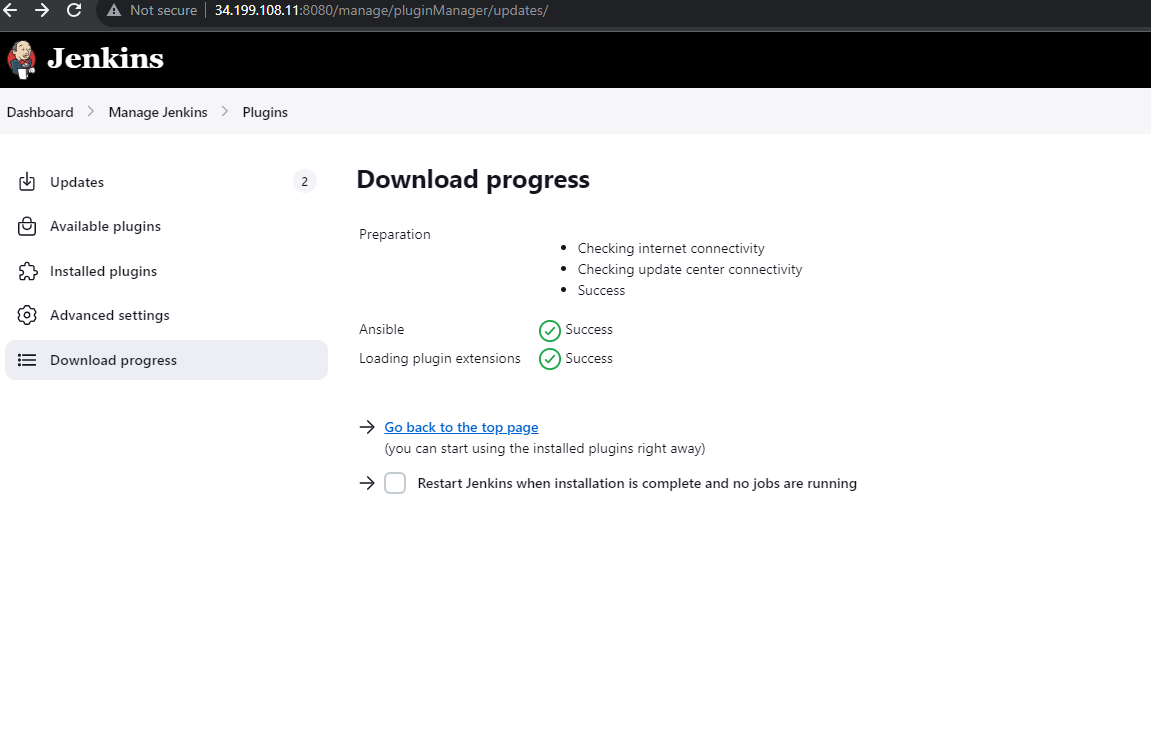 Not secure 34.199.108.11:8080/manage/pluginManager/updates/
Jenkins
Dashboard Manage Jenkins Plugins
Updates 2
Available plugins
Installed plugins
Advanced settings
Download progress
Download progress
Preparation
Checking internet connectivity
Checking update center connectivity
Success
Ansible Success
Loading plugin extensions Success
Go back to the top page
(you can start using the installed plugins right away)
Restart Jenkins when installation is complete and no jobs are running